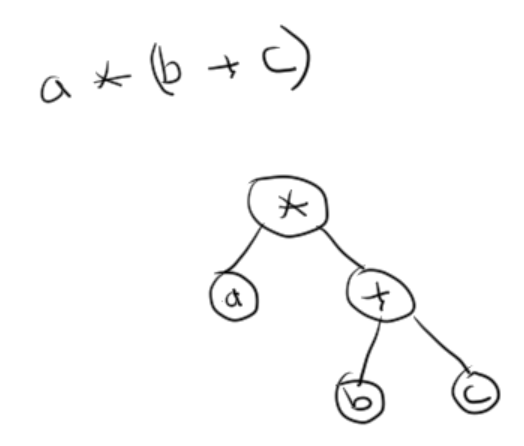 a * (b + c)
*
a +
b c